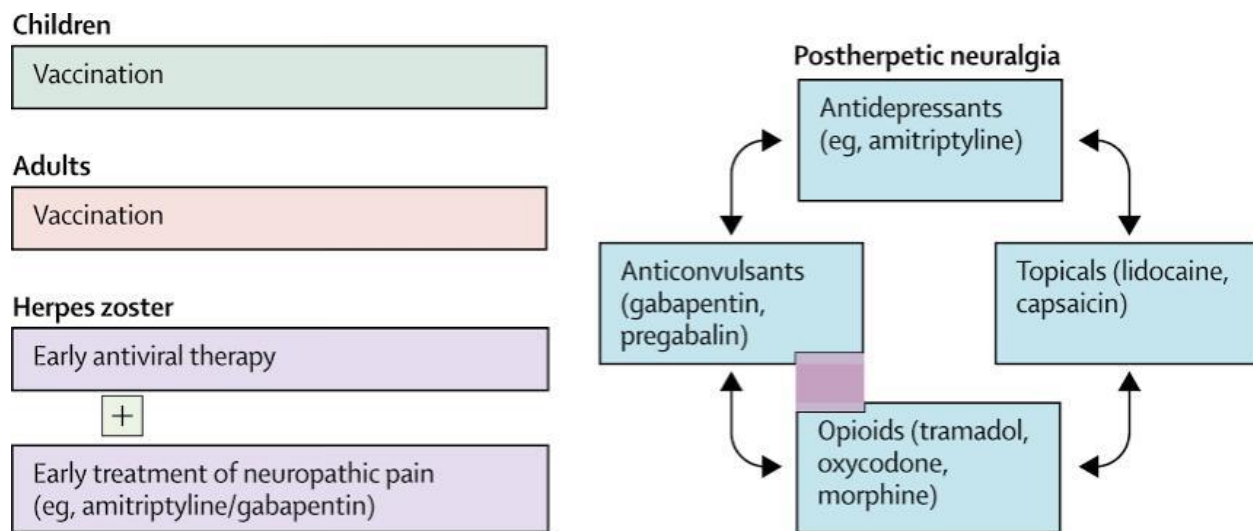 Children
Vaccination
Adults
Vaccination
Herpes zoster
Early antiviral therapy
+
Early treatment of neuropathic pain
(eg, amitriptyline/gabapentin)
Postherpetic neuralgia
Antidepressants
(eg, amitriptyline)
Anticonvulsants
(gabapentin,
pregabalin)
Topicals (lidocaine,
capsaicin)
Opioids (tramadol,
oxycodone,
morphine)